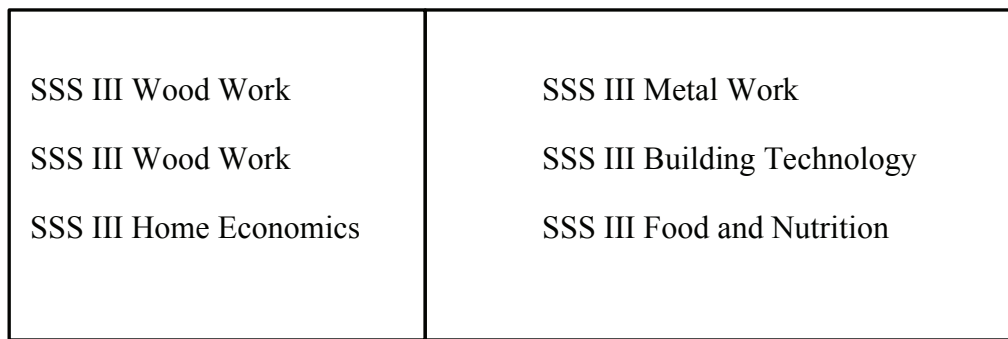 SSS III Wood Work
SSS III Wood Work
SSS III Home Economics
SSS III Metal Work
SSS III Building Technology
SSS III Food and Nutrition